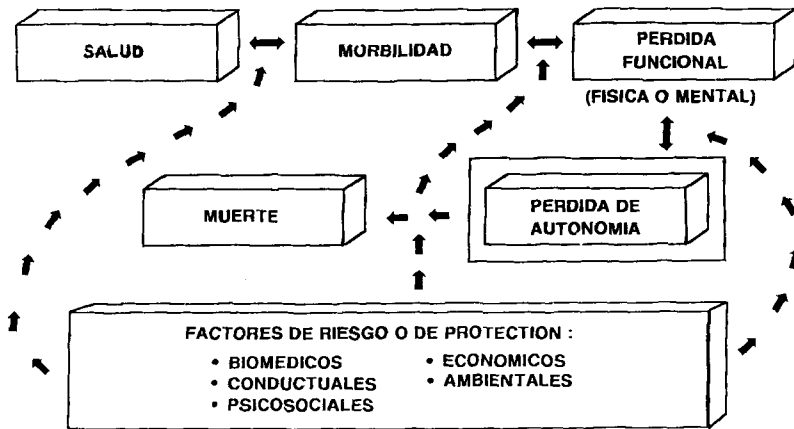 SALUD
MORBILIDAD
PERDIDA
FUNCIONAL
(FISICA O MENTAL)
MUERTE
PERDIDA DE
AUTONOMIA
FACTORES DE RIESGO O DE PROTECTION :
• BIOMEDICOS
• CONDUCTUALES
• PSICOSOCIALES
• ECONOMICOS
• AMBIENTALES